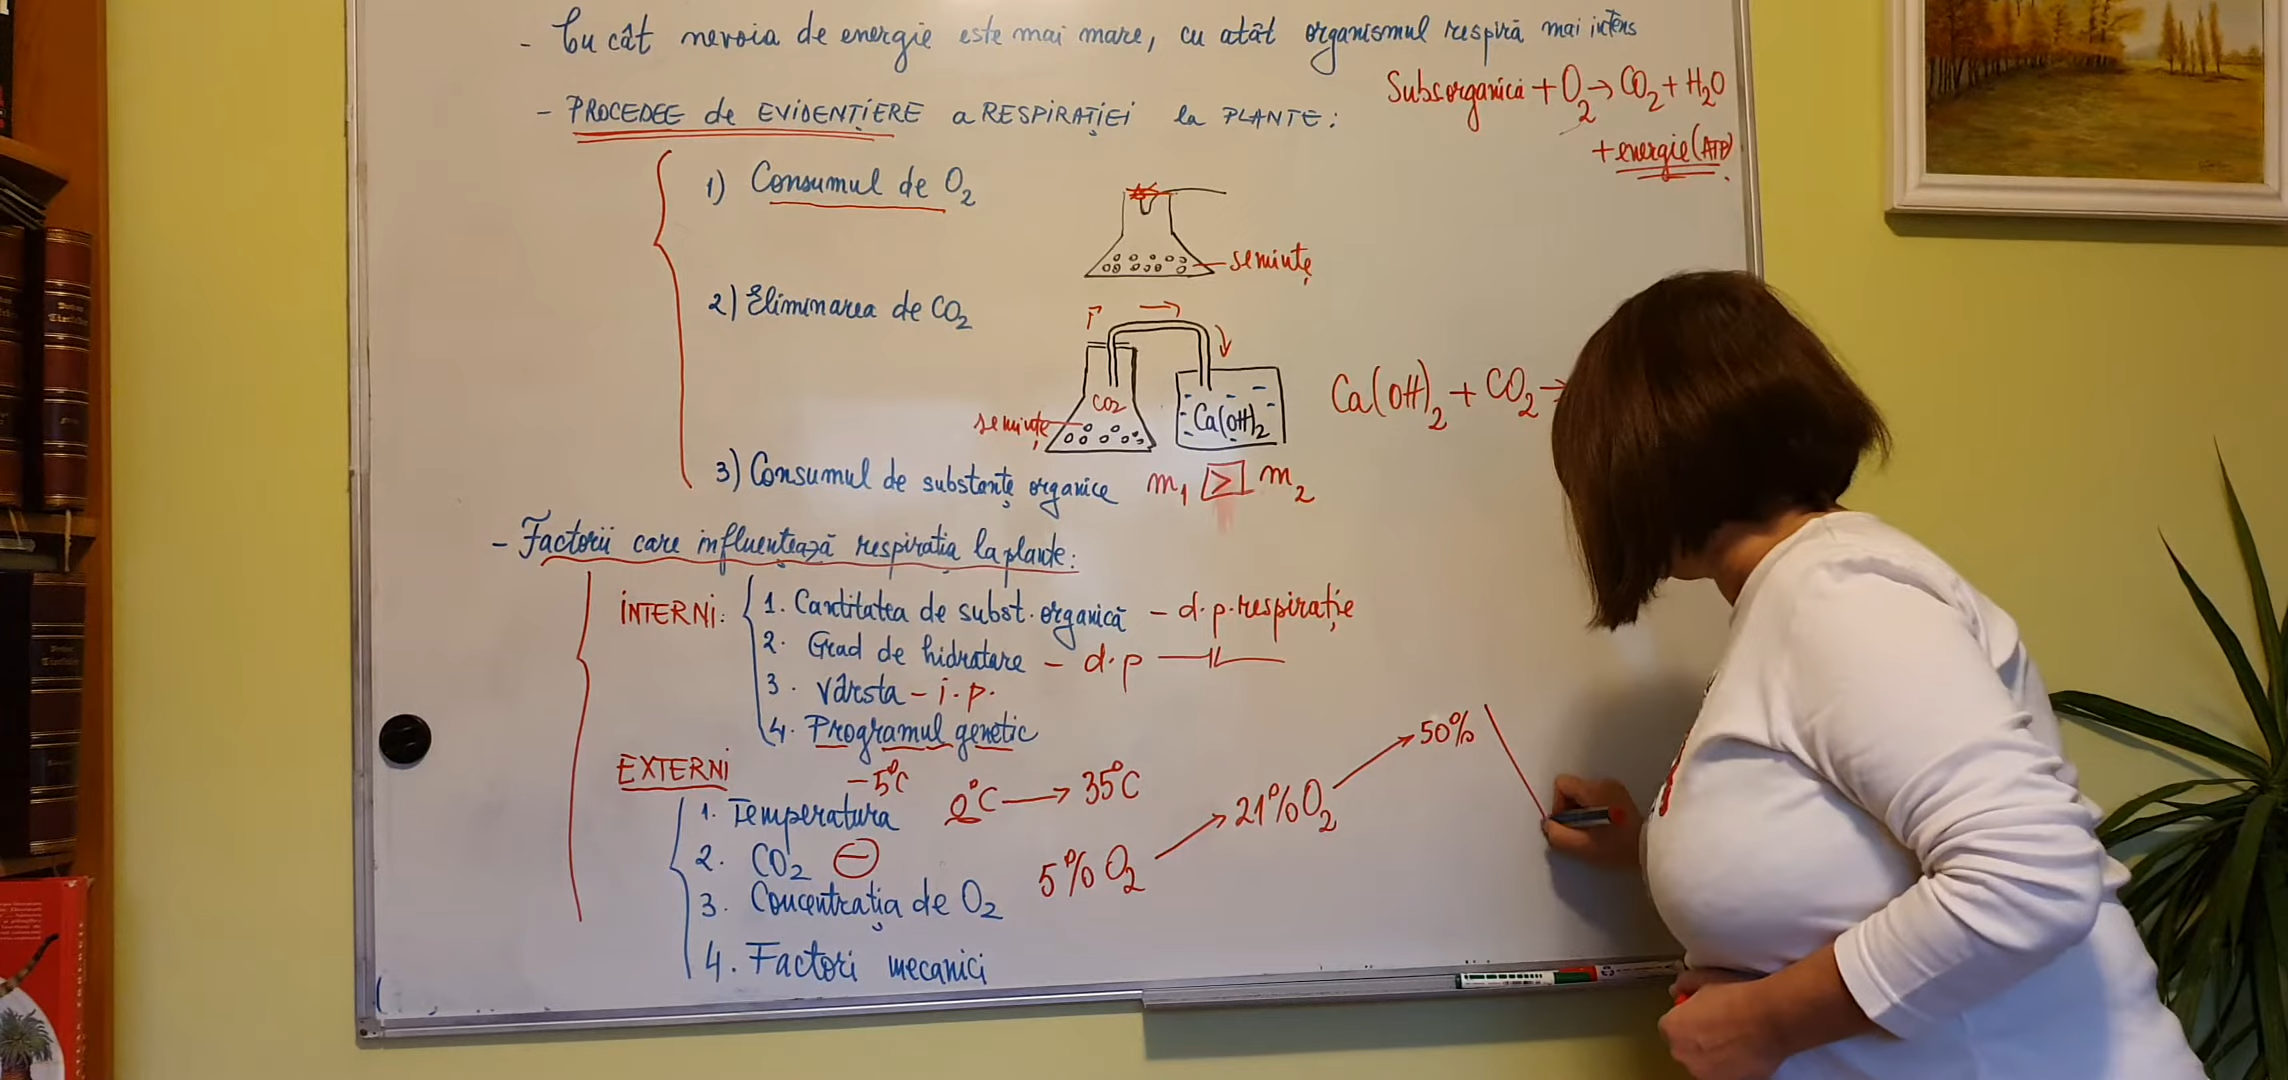 - Cu cât nevoia de energie este mai mare, cu atât organismul respiră mai intens
Subs.organică + O2 → CO2 + H2O
+ energie (ATP)
- PROCEDEE de EVIDENȚIERE a RESPIRAȚIEI la PLANTE:
1) Consumul de O2
semințe
2) Eliminarea de CO2
CO2
semințe
Ca(OH)2
Ca(OH)2 + CO2 →
3) Consumul de substanțe organice m1 > m2
- Factorii care influențează respirația la plante:
INTERNI: 1. Cantitatea de subst. organică - d.p. respirație
2. Grad de hidratare - d.p —"—
3. Vârsta - i.p.
4. Programul genetic
EXTERNI
-5°C
1. Temperatura 0°C → 35°C
2. CO2 ⊖
3. Concentrația de O2 5% O2 → 21% O2 → 50%
4. Factori mecanici